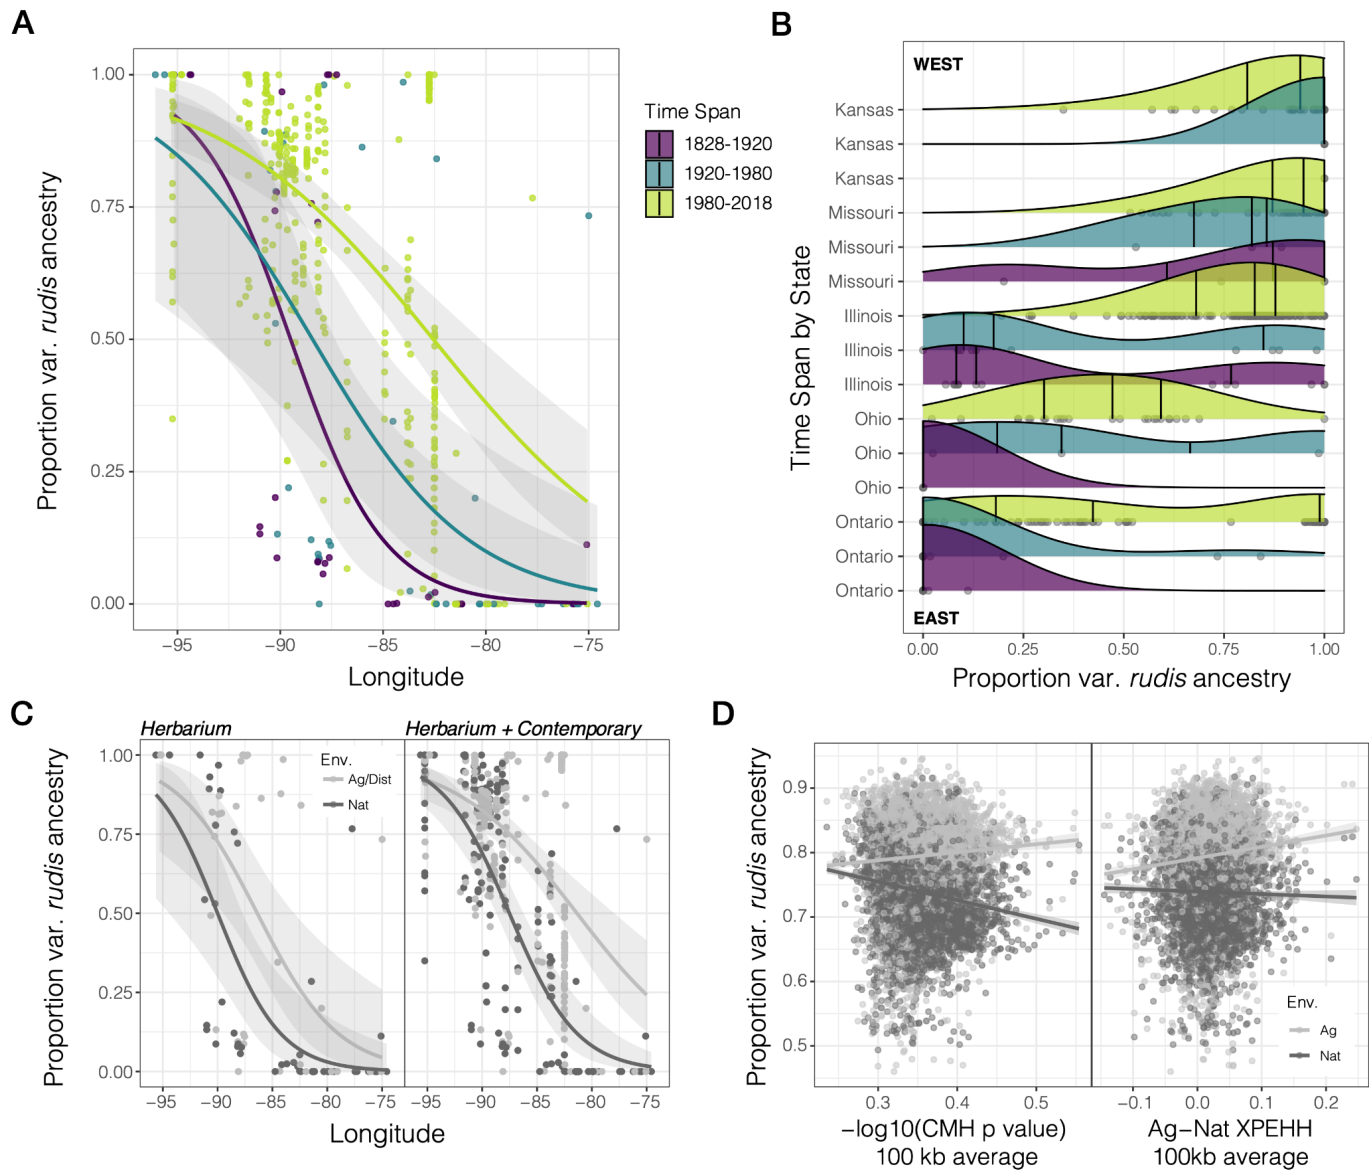 A
1.00
0.75
0.50
0.25
0.00
Proportion var. rudis ancestry
−95
−90
−85
−80
−75
Longitude
Time Span
1828-1920
1920-1980
1980-2018
B
WEST
Kansas
Kansas
Kansas
Missouri
Missouri
Missouri
Illinois
Illinois
Illinois
Ohio
Ohio
Ohio
Ontario
Ontario
Ontario
EAST
Time Span by State
0.00
0.25
0.50
0.75
1.00
Proportion var. rudis ancestry
C
Herbarium
Herbarium + Contemporary
Env.
Ag/Dist
Nat
1.00
0.75
0.50
0.25
0.00
Proportion var. rudis ancestry
−95
−90
−85
−80
−75
−95
−90
−85
−80
−75
Longitude
D
0.9
0.8
0.7
0.6
0.5
Proportion var. rudis ancestry
Env.
Ag
Nat
0.3
0.4
0.5
−0.1
0.0
0.1
0.2
−log10(CMH p value)
100 kb average
Ag−Nat XPEHH
100kb average